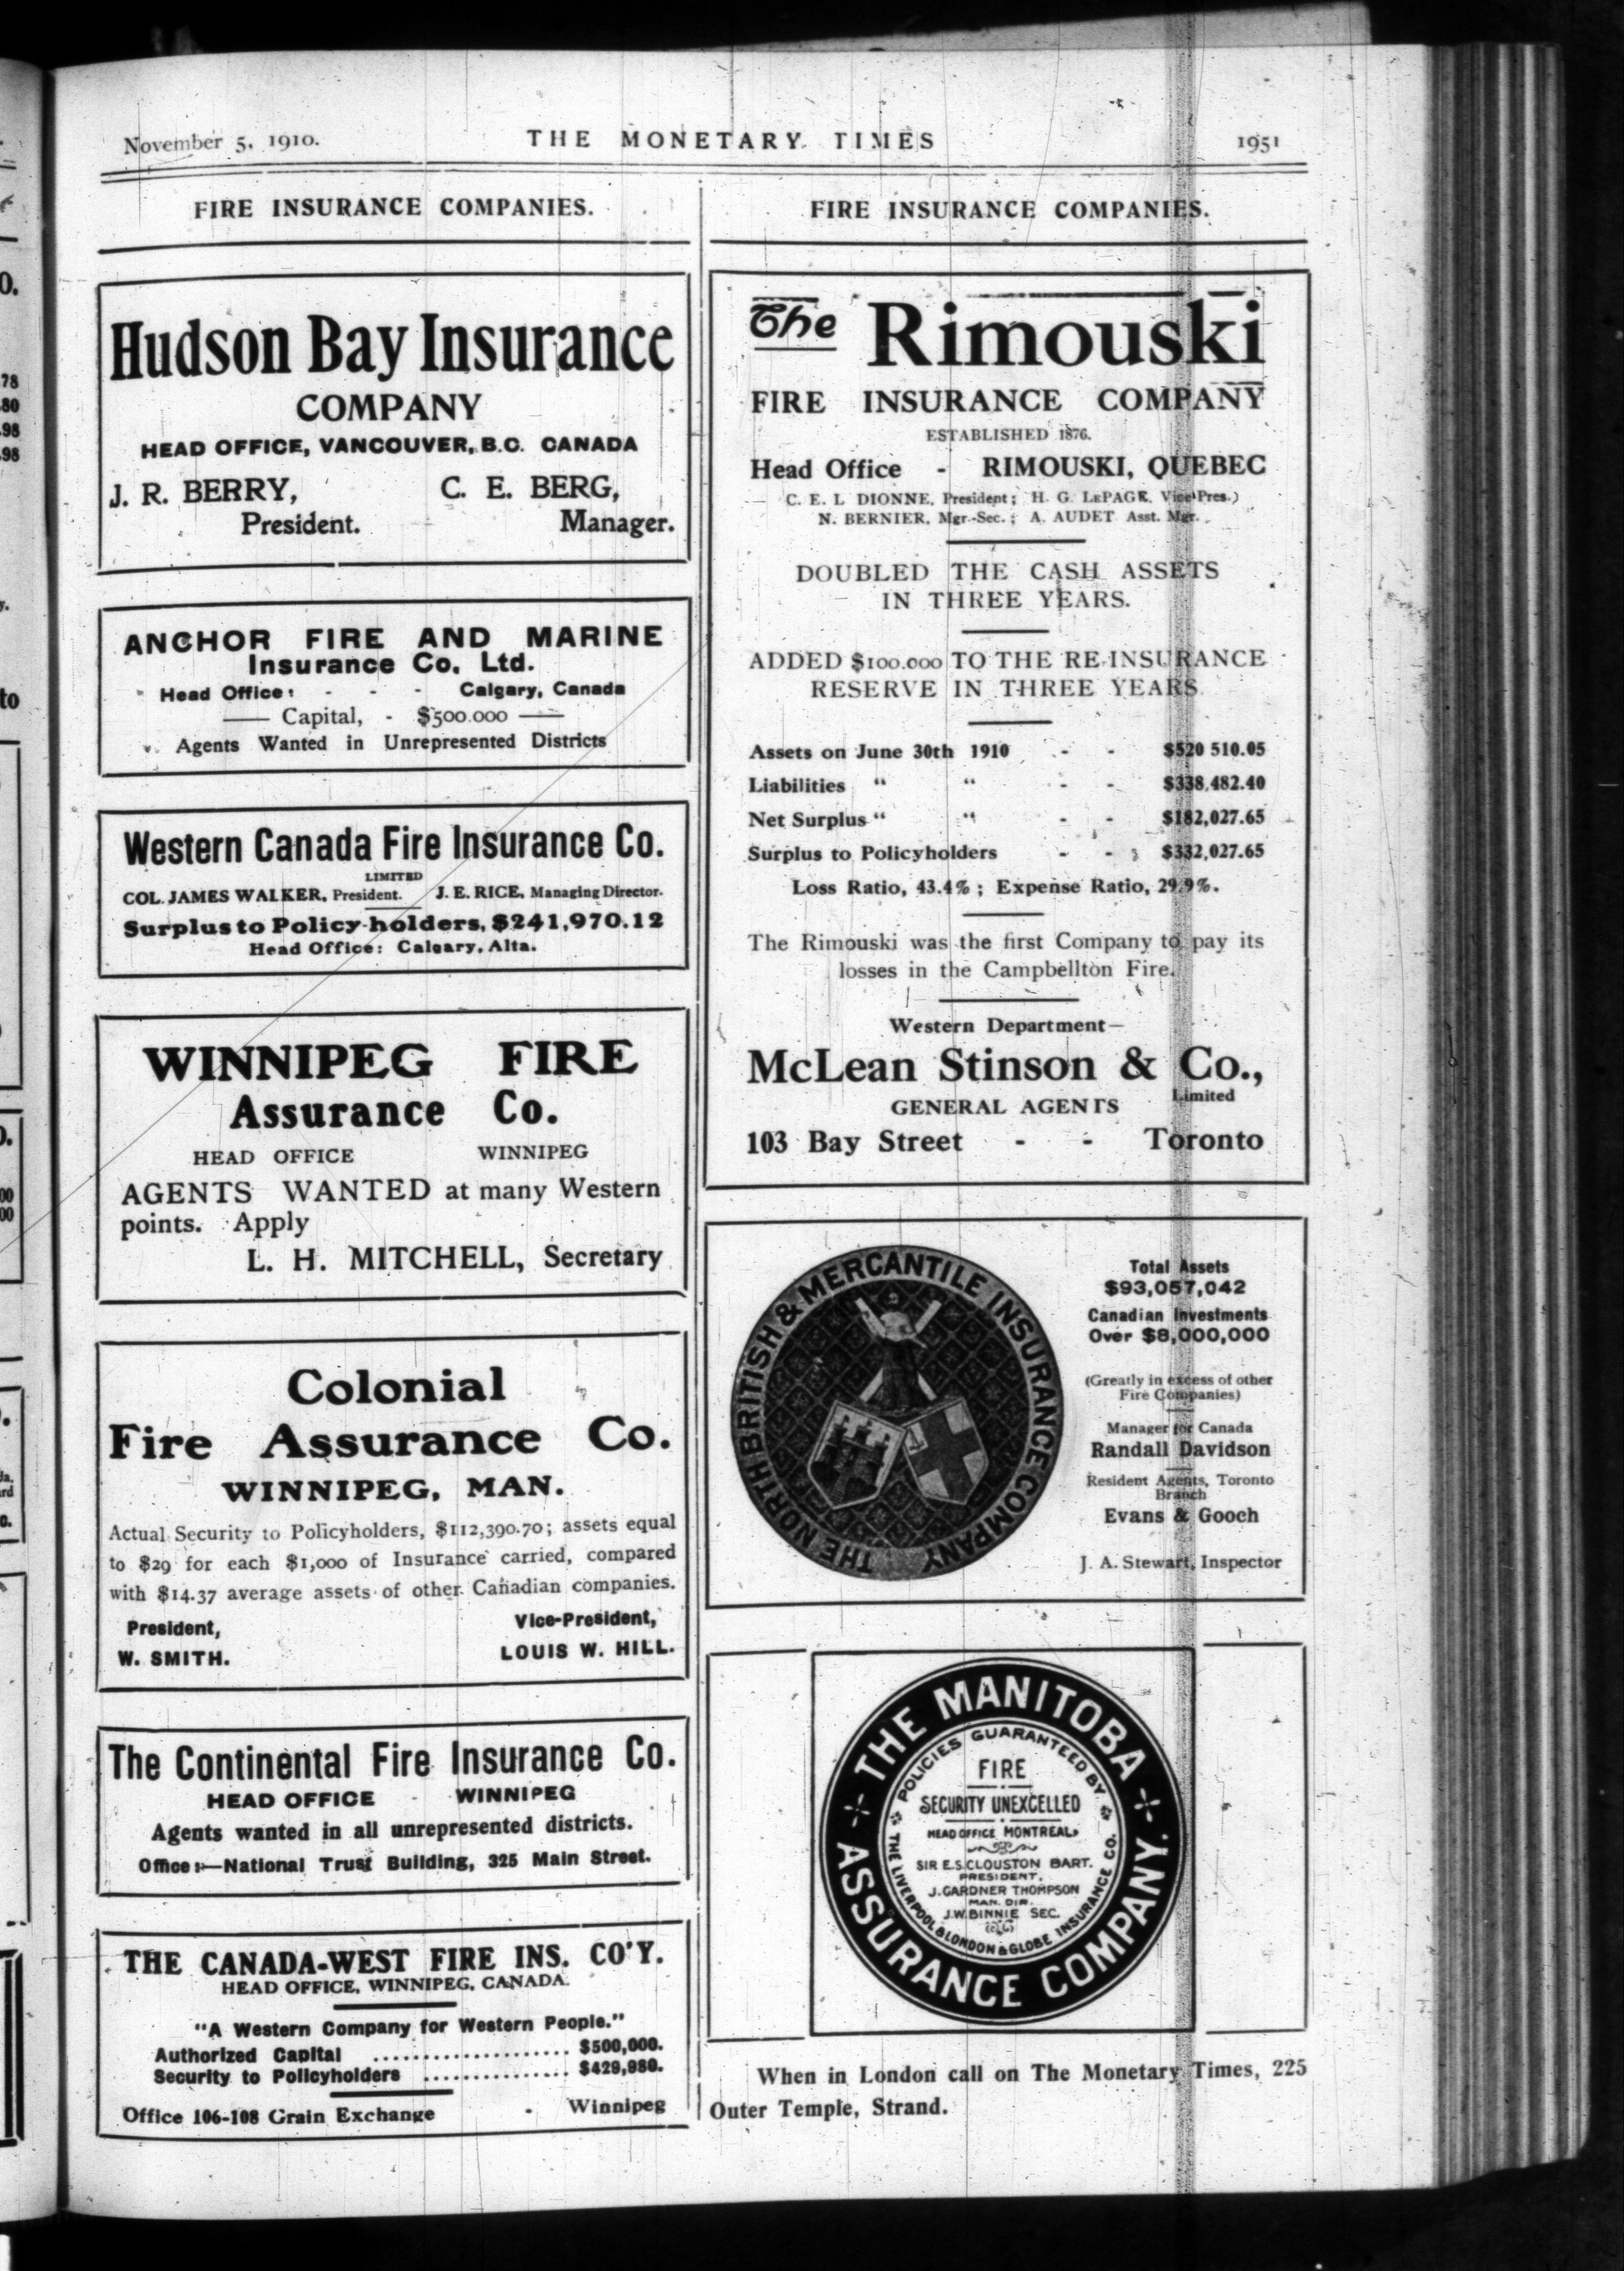 November 5, 1910.
THE MONETARY TIMES
1951
FIRE INSURANCE COMPANIES.
Hudson Bay Insurance
COMPANY
HEAD OFFICE, VANCOUVER, B.C. CANADA
J. R. BERRY, C. E. BERG,
President. Manager.
ANCHOR FIRE AND MARINE
Insurance Co, Ltd.
Head Office: - - - Calgary, Canada
Capital, - $500.000
Agents Wanted in Unrepresented Districts
Western Canada Fire Insurance Co.
LIMITED
COL. JAMES WALKER, President. J. E. RICE, Managing Director.
Surplus to Policy-holders, $241,970.12
Head Office: Calgary, Alta.
WINNIPEG FIRE
Assurance Co.
HEAD OFFICE WINNIPEG
AGENTS WANTED at many Western
points. Apply
L. H. MITCHELL, Secretary
Colonial
Fire Assurance Co.
WINNIPEG, MAN.
Actual Security to Policyholders, $112,390.70; assets equal
to $29 for each $1,000 of Insurance carried, compared
with $14.37 average assets of other Canadian companies.
President, Vice-President,
W. SMITH. LOUIS W. HILL.
The Continental Fire Insurance Co.
HEAD OFFICE - WINNIPEG
Agents wanted in all unrepresented districts.
Office:—National Trust Building, 325 Main Street.
THE CANADA-WEST FIRE INS. CO'Y.
HEAD OFFICE, WINNIPEG, CANADA.
"A Western Company for Western People."
Authorized Capital .................... $500,000.
Security to Policyholders ............... $429,980.
Office 106-108 Grain Exchange - Winnipeg
FIRE INSURANCE COMPANIES.
The Rimouski
FIRE INSURANCE COMPANY
ESTABLISHED 1876.
Head Office - RIMOUSKI, QUEBEC
C. E. L DIONNE, President; H. G. LEPAGE, Vice Pres.)
N. BERNIER, Mgr.-Sec.; A. AUDET Asst. Mgr.
DOUBLED THE CASH ASSETS
IN THREE YEARS.
ADDED $100.000 TO THE RE-INSURANCE
RESERVE IN THREE YEARS
Assets on June 30th 1910 - - $520 510.05
Liabilities “ “ - - $338,482.40
Net Surplus “ “ - - $182,027.65
Surplus to Policyholders - - $332,027.65
Loss Ratio, 43.4%; Expense Ratio, 29.9%.
The Rimouski was the first Company to pay its
losses in the Campbellton Fire.
Western Department—
McLean Stinson & Co.,
Limited
GENERAL AGENTS
103 Bay Street - - Toronto
THE NORTH BRITISH & MERCANTILE INSURANCE COMPANY
Total Assets
$93,057,042
Canadian Investments
Over $8,000,000
(Greatly in excess of other
Fire Companies)
Manager for Canada
Randall Davidson
Resident Agents, Toronto
Branch
Evans & Gooch
J. A. Stewart, Inspector
THE MANITOBA
ASSURANCE COMPANY.
POLICIES GUARANTEED BY
THE LIVERPOOL & LONDON & GLOBE INSURANCE CO.
FIRE
SECURITY UNEXCELLED
HEAD OFFICE MONTREAL,
SIR E.S. CLOUSTON BART.
PRESIDENT,
J. GARDNER THOMPSON
MAN. DIR.
J.W. BINNIE SEC.
When in London call on The Monetary Times, 225
Outer Temple, Strand.